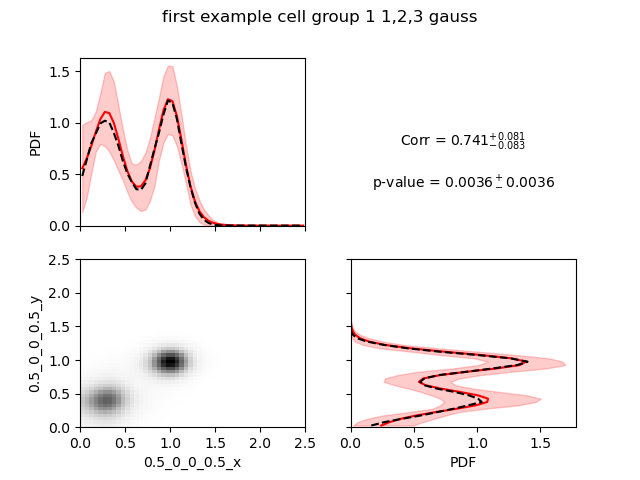 first example cell group 1 1,2,3 gauss
1.5
1.0
0.5
0.0
PDF
Corr = 0.741 +0.081 −0.083
p-value = 0.0036 +− 0.0036
2.5
2.0
1.5
1.0
0.5
0.0
0.5_0_0_0.5_y
0.0 0.5 1.0 1.5 2.0 2.5
0.5_0_0_0.5_x
0.0 0.5 1.0 1.5
PDF